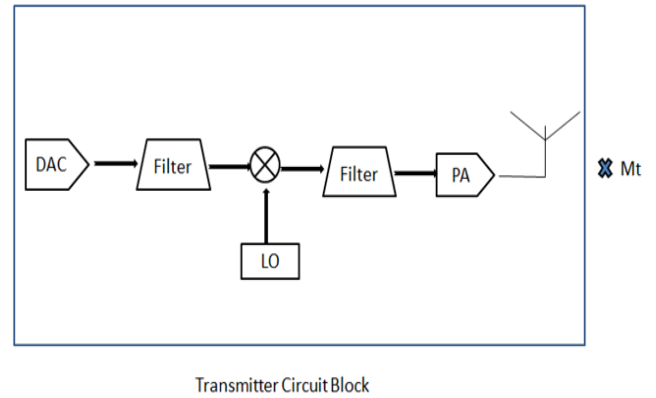 DAC
Filter
Filter
PA
LO
✖ Mt
Transmitter Circuit Block